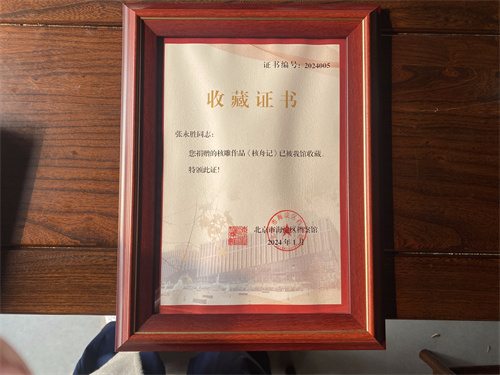 证书编号: 2024005
收藏证书
张永胜同志:
您捐赠的核雕作品《核舟记》已被我馆收藏。
特颁此证!
北京市海淀区档案馆
2024年1月